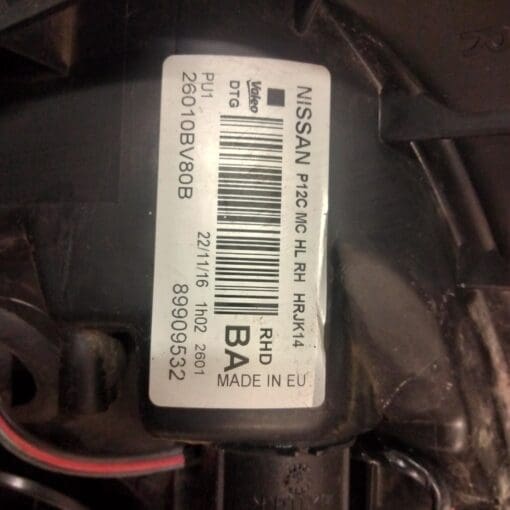 NISSAN P12C MC HL RH HRJK14
Valeo
DTG
RHD
BA
MADE IN EU
PU1
22/11/16 1h02 2601
26010BV80B
89909532